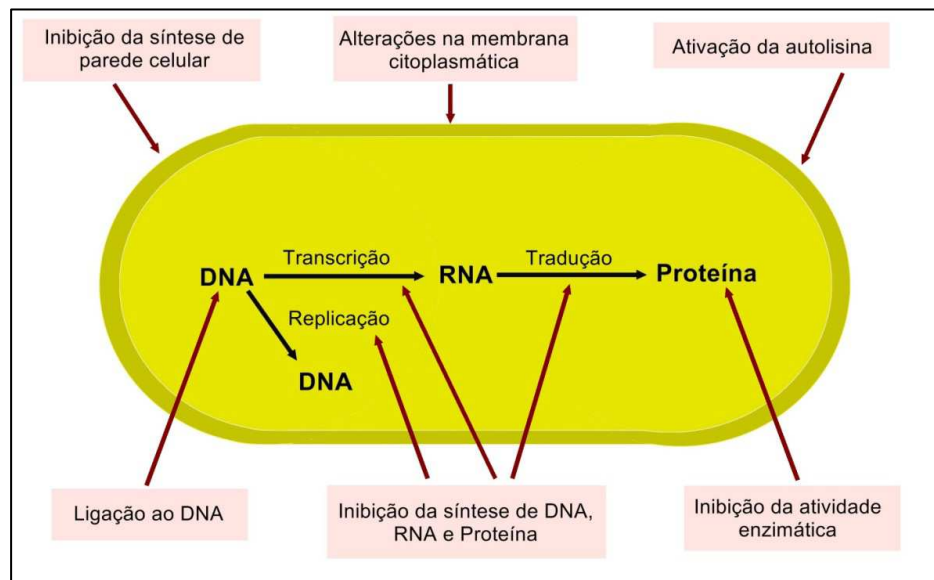 Inibição da síntese de
parede celular
Alterações na membrana
citoplasmática
Ativação da autolisina
DNA
Transcrição
RNA
Tradução
Proteína
Replicação
DNA
Ligação ao DNA
Inibição da síntese de DNA,
RNA e Proteína
Inibição da atividade
enzimática